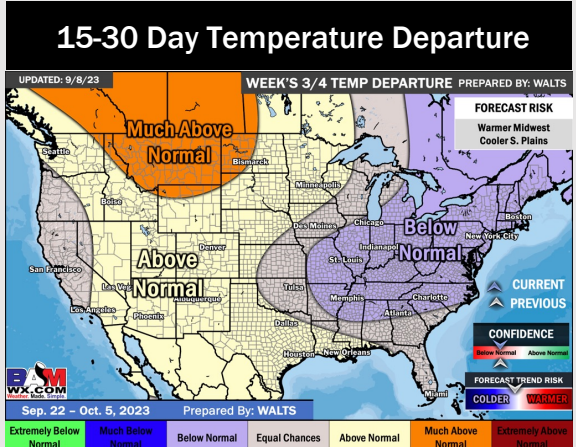 15-30 Day Temperature Departure
UPDATED: 9/8/23
WEEK'S 3/4 TEMP DEPARTURE PREPARED BY: WALTS
FORECAST RISK
Warmer Midwest
Cooler S. Plains
Much Above
Normal
Seattle
Bismarck
Minneapolis
Boise
Des Moines
Chicago
Boston
New York City
Below
Normal
Indianapol
St. Louis
Denver
Above
Normal
San Francisco
Las Veg
Albuquerque
Tulsa
Memphis
Charlotte
Los Angeles
Phoenix
Atlanta
Dallas
Houston
New Orleans
Miami
CURRENT
PREVIOUS
CONFIDENCE
Below Normal Above Normal
FORECAST TREND RISK
COLDER WARMER
BAM
WX.COM
Weather. Made. Simple.
Sep. 22 – Oct. 5, 2023 Prepared By: WALTS
Extremely Below
Normal
Much Below
Normal
Below Normal
Equal Chances
Above Normal
Much Above
Normal
Extremely Above
Normal